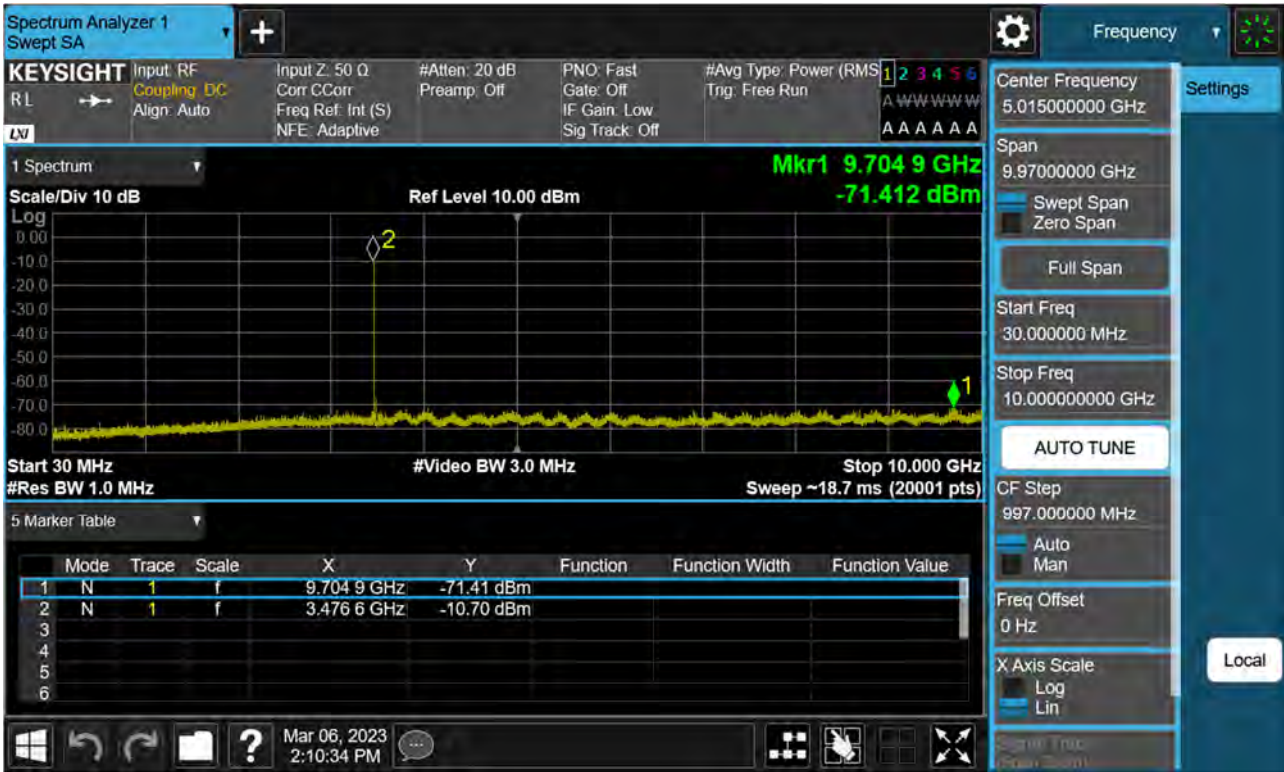 Spectrum Analyzer 1
Swept SA
+
Frequency
KEYSIGHT
RL
LXI
Input: RF
Coupling: DC
Align: Auto
Input Z: 50 Ω
Corr CCorr
Freq Ref: Int (S)
NFE: Adaptive
#Atten: 20 dB
Preamp: Off
PNO: Fast
Gate: Off
IF Gain: Low
Sig Track: Off
#Avg Type: Power (RMS
Trig: Free Run
1 2 3 4 5 6
A W W W W W
A A A A A A
1 Spectrum
Scale/Div 10 dB
Ref Level 10.00 dBm
Mkr1 9.704 9 GHz
-71.412 dBm
Log
0.00
-10.0
-20.0
-30.0
-40.0
-50.0
-60.0
-70.0
-80.0
2
1
Start 30 MHz
#Video BW 3.0 MHz
Stop 10.000 GHz
#Res BW 1.0 MHz
Sweep ~18.7 ms (20001 pts)
5 Marker Table
Mode Trace Scale X Y Function Function Width Function Value
1 N 1 f 9.704 9 GHz -71.41 dBm
2 N 1 f 3.476 6 GHz -10.70 dBm
3
4
5
6
Center Frequency
5.015000000 GHz
Settings
Span
9.97000000 GHz
Swept Span
Zero Span
Full Span
Start Freq
30.000000 MHz
Stop Freq
10.000000000 GHz
AUTO TUNE
CF Step
997.000000 MHz
Auto
Man
Freq Offset
0 Hz
X Axis Scale
Log
Lin
Local
?
Mar 06, 2023
2:10:34 PM